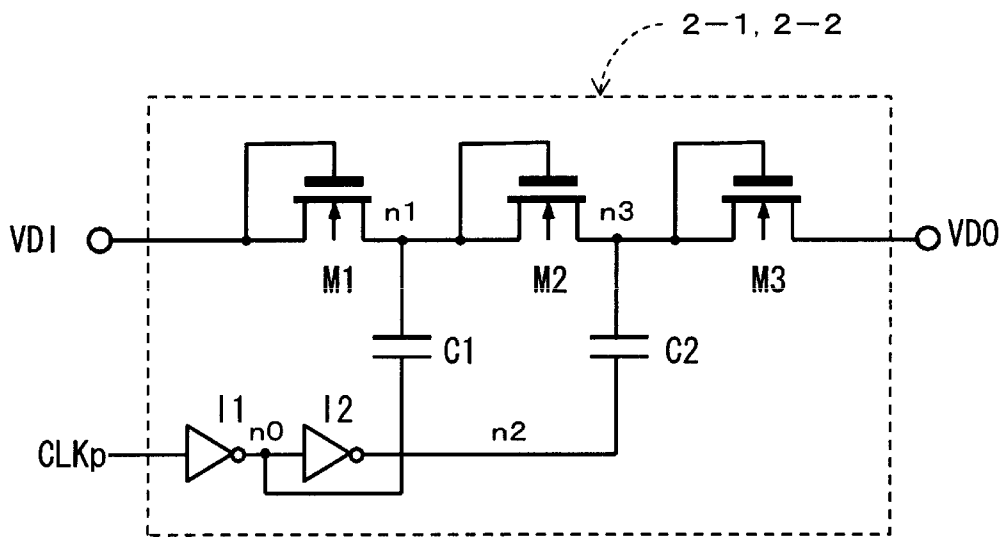 2-1, 2-2
n1
n3
VDI
VDO
M1
M2
M3
C1
C2
I1
I2
n0
n2
CLKp